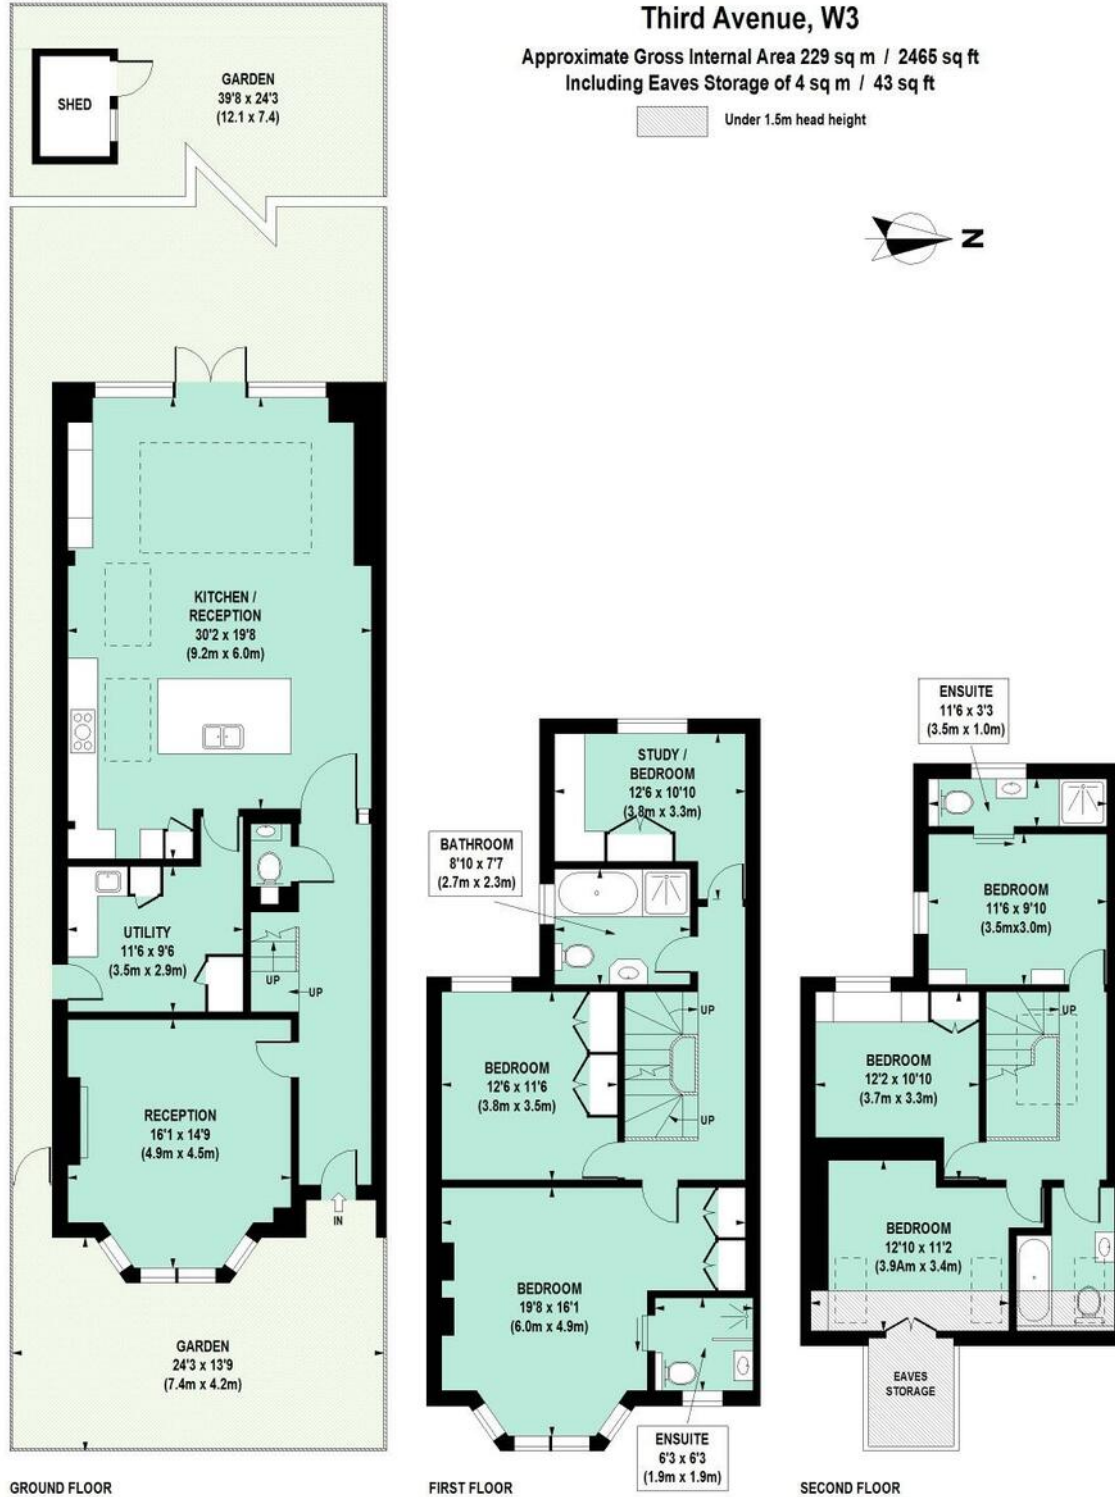 Third Avenue, W3
Approximate Gross Internal Area 229 sq m / 2465 sq ft
Including Eaves Storage of 4 sq m / 43 sq ft
Under 1.5m head height
N
SHED
GARDEN
39'8 x 24'3
(12.1 x 7.4)
KITCHEN /
RECEPTION
30'2 x 19'8
(9.2m x 6.0m)
UTILITY
11'6 x 9'6
(3.5m x 2.9m)
UP
UP
RECEPTION
16'1 x 14'9
(4.9m x 4.5m)
IN
GARDEN
24'3 x 13'9
(7.4m x 4.2m)
GROUND FLOOR
STUDY /
BEDROOM
12'6 x 10'10
(3.8m x 3.3m)
BATHROOM
8'10 x 7'7
(2.7m x 2.3m)
UP
BEDROOM
12'6 x 11'6
(3.8m x 3.5m)
UP
BEDROOM
19'8 x 16'1
(6.0m x 4.9m)
ENSUITE
6'3 x 6'3
(1.9m x 1.9m)
FIRST FLOOR
ENSUITE
11'6 x 3'3
(3.5m x 1.0m)
BEDROOM
11'6 x 9'10
(3.5mx3.0m)
UP
BEDROOM
12'2 x 10'10
(3.7m x 3.3m)
BEDROOM
12'10 x 11'2
(3.9Am x 3.4m)
EAVES
STORAGE
SECOND FLOOR